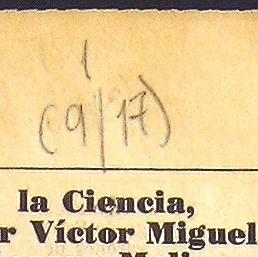 1
(9/17)
la Ciencia,
r Víctor Miguel